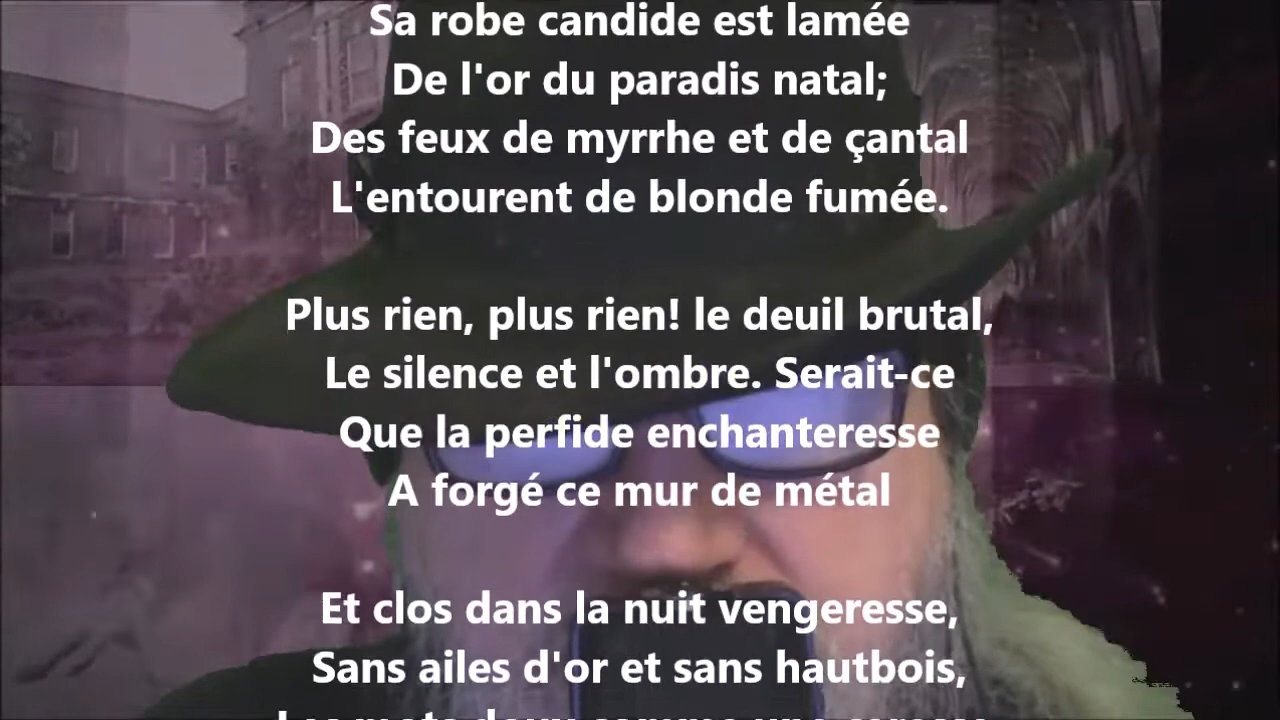 Sa robe candide est lamée
De l'or du paradis natal;
Des feux de myrrhe et de çantal
L'entourent de blonde fumée.
Plus rien, plus rien! le deuil brutal,
Le silence et l'ombre. Serait-ce
Que la perfide enchanteresse
A forgé ce mur de métal
Et clos dans la nuit vengeresse,
Sans ailes d'or et sans hautbois,